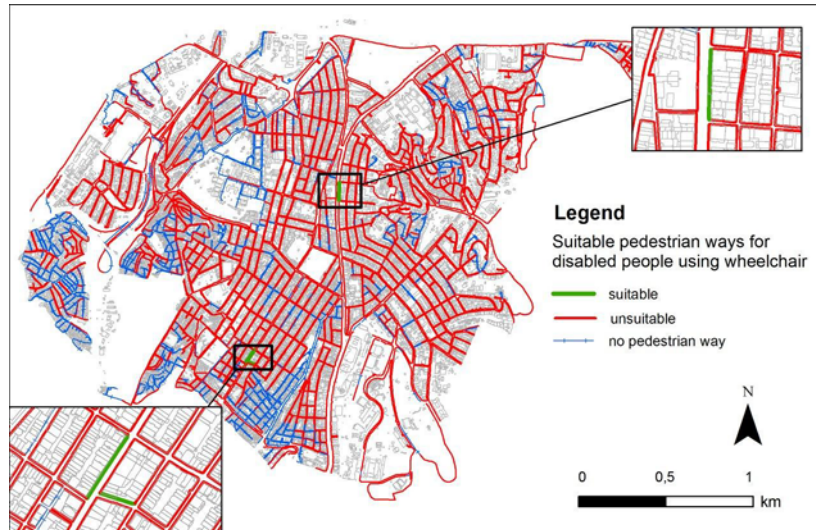 Legend
Suitable pedestrian ways for
disabled people using wheelchair
suitable
unsuitable
no pedestrian way
N
0 0,5 1
km